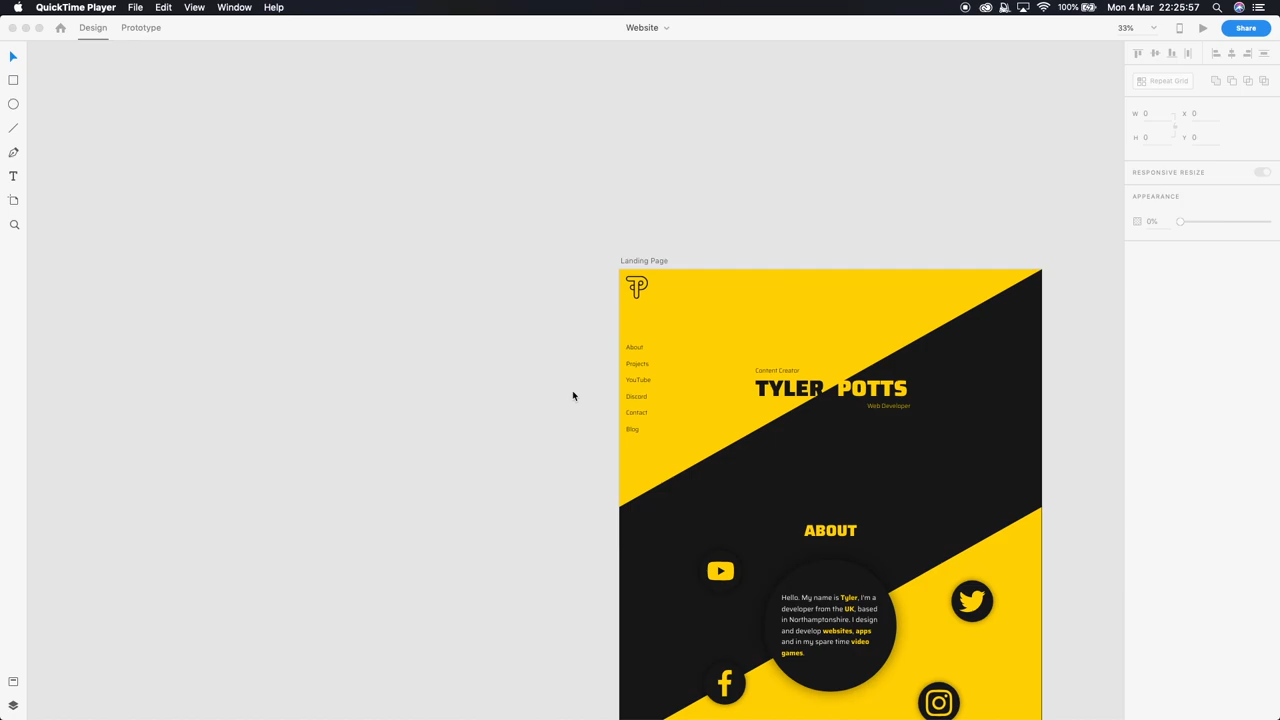 QuickTime Player File Edit View Window Help 100% Mon 4 Mar 22:25:57
Design Prototype Website 33% Share
Repeat Grid
W 0 X 0
H 0 Y 0
RESPONSIVE RESIZE
APPEARANCE
0%
Landing Page
About
Projects
YouTube
Discord
Contact
Blog
Content Creator
TYLER POTTS
Web Developer
ABOUT
Hello. My name is Tyler, I'm a
developer from the UK, based
in Northamptonshire. I design
and develop websites, apps
and in my spare time video
games.